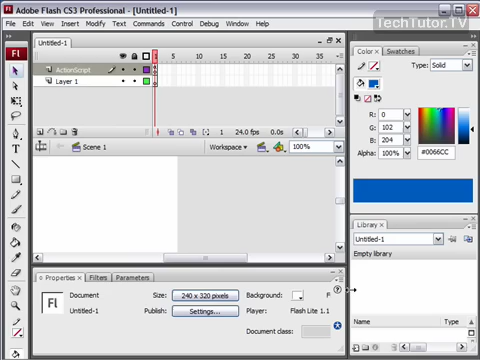 Adobe Flash CS3 Professional - [Untitled-1]
TechTutor.TV
File Edit View Insert Modify Text Commands Control Debug Window Help
Fl
Untitled-1
1 5 10 15 20 25 30 35
ActionScript
Layer 1
1 24.0 fps 0.0s
Scene 1 Workspace 100%
Color Swatches
Type: Solid
R: 0
G: 102
B: 204
Alpha: 100% #0066CC
Library
Untitled-1
Empty library
Name Type
Properties Filters Parameters
Fl
Document Size: 240 x 320 pixels Background:
Untitled-1 Publish: Settings... Player: Flash Lite 1.1
Document class: